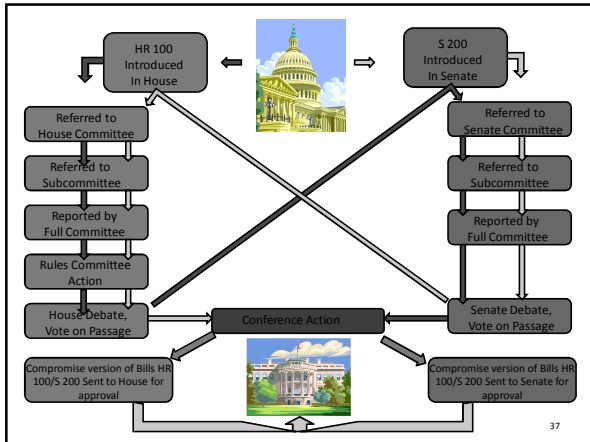 HR 100
Introduced
In House
S 200
Introduced
In Senate
Referred to
House Committee
Referred to
Subcommittee
Reported by
Full Committee
Rules Committee
Action
House Debate,
Vote on Passage
Referred to
Senate Committee
Referred to
Subcommittee
Reported by
Full Committee
Senate Debate,
Vote on Passage
Conference Action
Compromise version of Bills HR
100/S 200 Sent to House for
approval
Compromise version of Bills HR
100/S 200 Sent to Senate for
approval
37